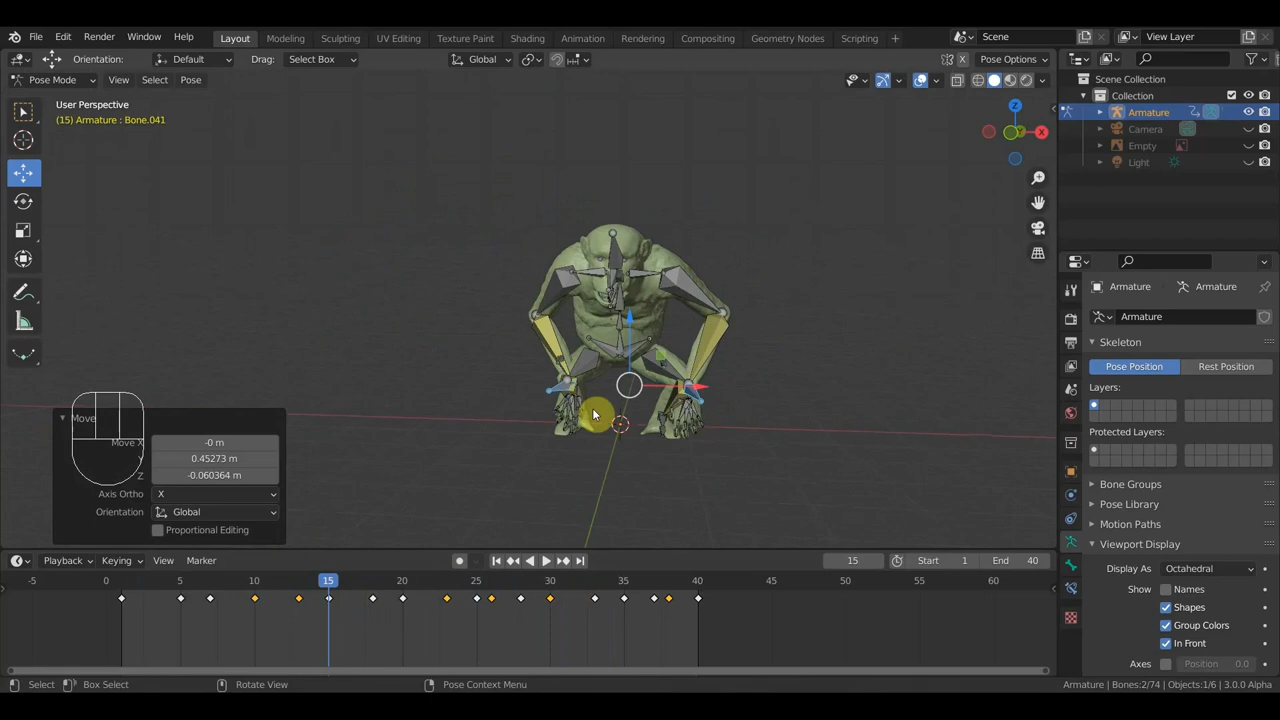 File Edit Render Window Help Layout Modeling Sculpting UV Editing Texture Paint Shading Animation Rendering Compositing Geometry Nodes Scripting + Scene View Layer
Orientation: Default Drag: Select Box Global X Pose Options
Pose Mode View Select Pose
User Perspective
(15) Armature : Bone.041
Z
X
Scene Collection
Collection
Armature
Camera
Empty
Light
Armature Armature
Armature
Skeleton
Pose Position Rest Position
Layers:
Protected Layers:
Bone Groups
Pose Library
Motion Paths
Viewport Display
Display As Octahedral
Show Names
Shapes
Group Colors
In Front
Axes Position 0.0
Move
Move X -0 m
0.45273 m
Z -0.060364 m
Axis Ortho X
Orientation Global
Proportional Editing
Playback Keying View Marker 15 Start 1 End 40
-5 0 5 10 15 20 25 30 35 40 45 50 55 60
Select Box Select Rotate View Pose Context Menu Armature | Bones:2/74 | Objects:1/6 | 3.0.0 Alpha